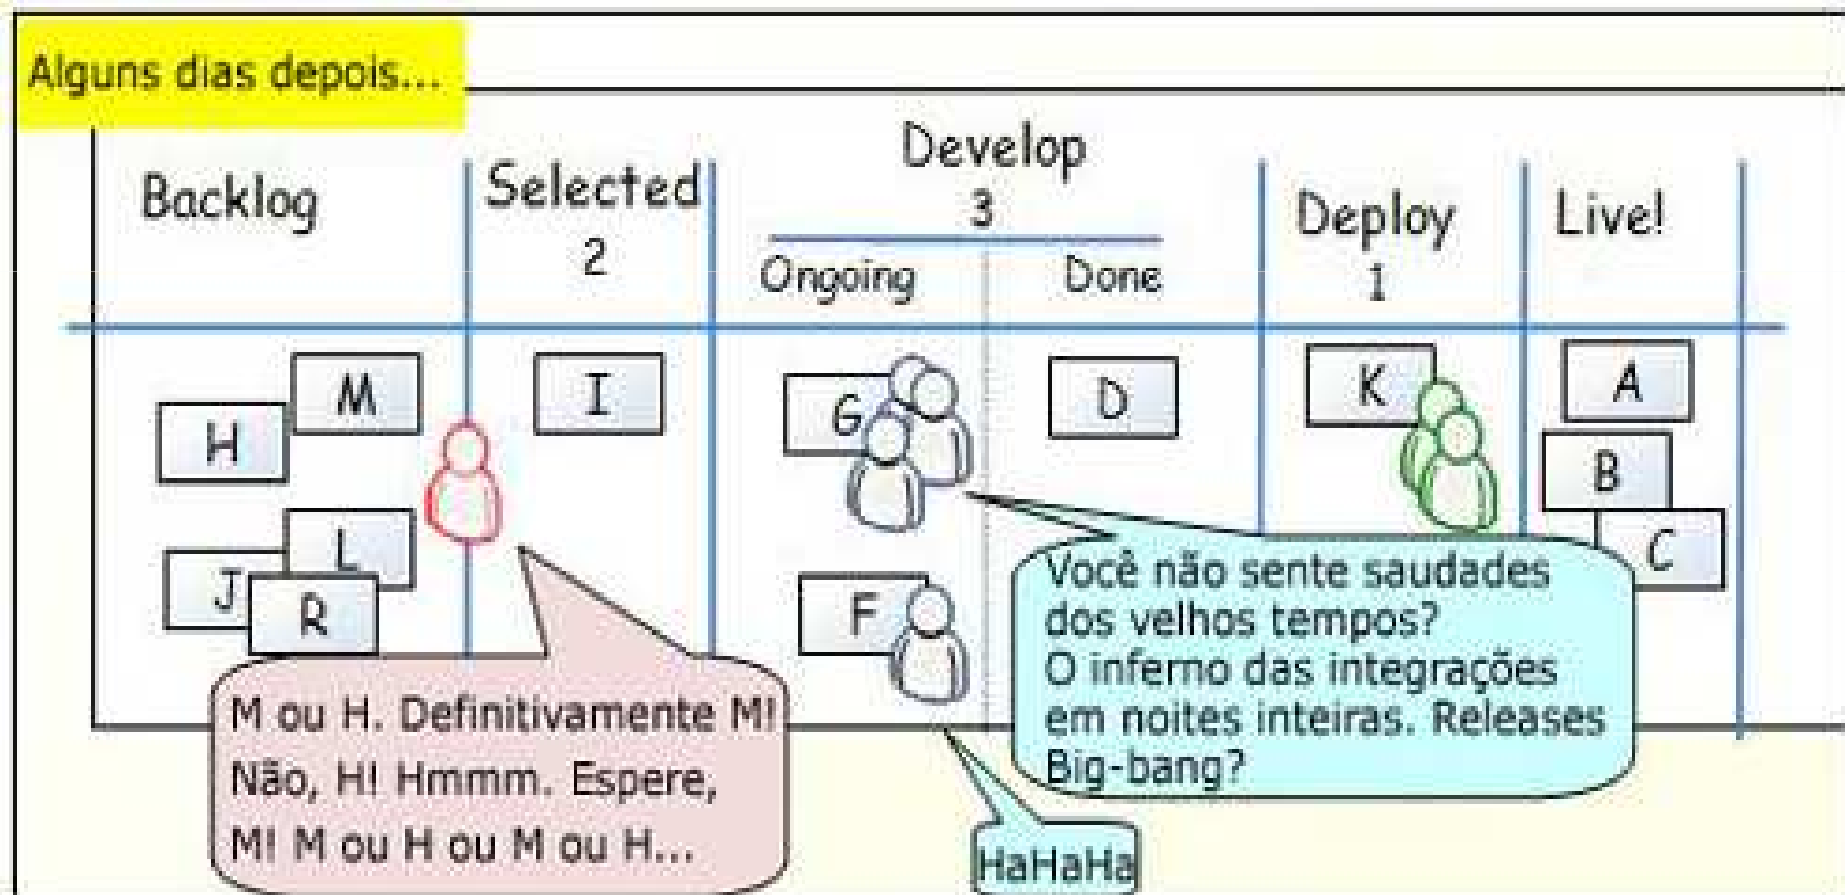 Alguns dias depois...
Backlog
Selected
2
Develop
3
Ongoing
Done
Deploy
1
Live!
H
M
J
L
R
I
G
F
D
K
A
B
C
M ou H. Definitivamente M!
Não, H! Hmmm. Espere,
M! M ou H ou M ou H...
Você não sente saudades
dos velhos tempos?
O inferno das integrações
em noites inteiras. Releases
Big-bang?
HaHaHa